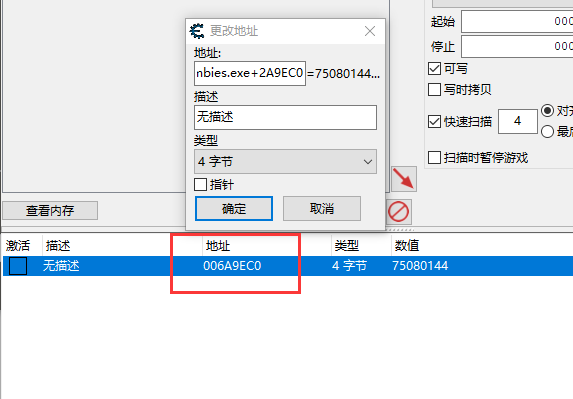 更改地址
地址:
nbies.exe+2A9EC0 =75080144...
描述
无描述
类型
4 字节
指针
确定
取消
起始
000
停止
000
可写
写时拷贝
快速扫描
4
对齐
最后
扫描时暂停游戏
查看内存
激活 描述 地址 类型 数值
无描述 006A9EC0 4 字节 75080144